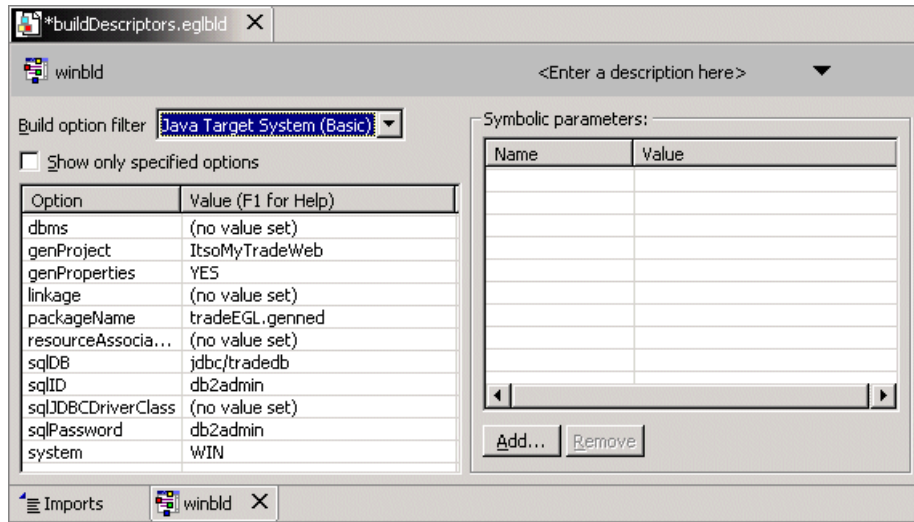 *buildDescriptors.eglbld
winbld
<Enter a description here>
Build option filter Java Target System (Basic)
Show only specified options
Option Value (F1 for Help)
dbms (no value set)
genProject ItsoMyTradeWeb
genProperties YES
linkage (no value set)
packageName tradeEGL.genned
resourceAssocia... (no value set)
sqlDB jdbc/tradedb
sqlID db2admin
sqlJDBCDriverClass (no value set)
sqlPassword db2admin
system WIN
Symbolic parameters:
Name Value
Add... Remove
Imports winbld